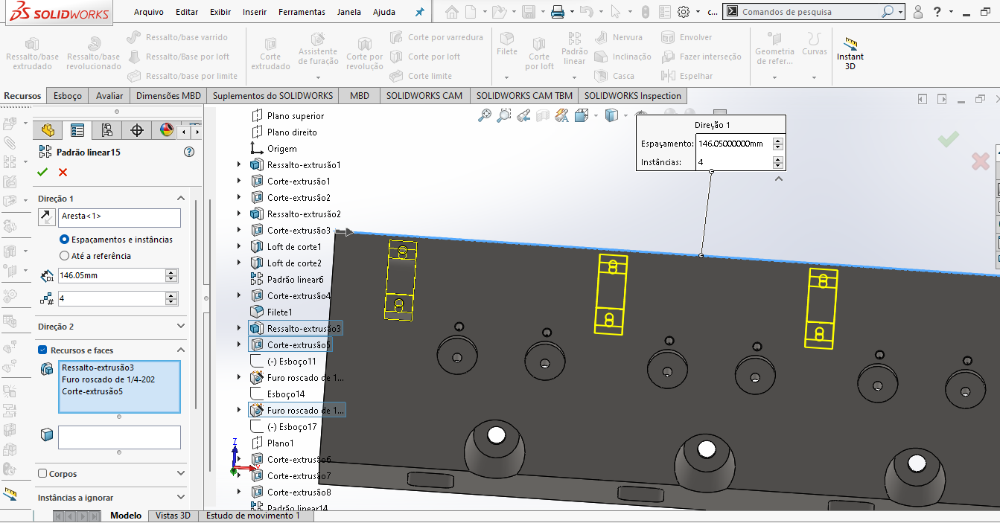 SOLIDWORKS
Arquivo Editar Exibir Inserir Ferramentas Janela Ajuda
c...
Comandos de pesquisa
?
Ressalto/base extrudado
Ressalto/base revolucionado
Ressalto/base varrido
Ressalto/Base por loft
Ressalto/base por limite
Corte extrudado
Assistente de furação
Corte por revolução
Corte por varredura
Corte por loft
Corte limite
Filete
Corte por loft
Padrão linear
Nervura
Inclinação
Casca
Envolver
Fazer interseção
Espelhar
Geometria de refer...
Curvas
Instant 3D
Recursos Esboço Avaliar Dimensões MBD Suplementos do SOLIDWORKS MBD SOLIDWORKS CAM SOLIDWORKS CAM TBM SOLIDWORKS Inspection
Padrão linear15
?
Direção 1
Aresta<1>
Espaçamentos e instâncias
Até a referência
D1
146.05mm
#
4
Direção 2
Recursos e faces
Ressalto-extrusão3
Furo roscado de 1/4-202
Corte-extrusão5
Corpos
Instâncias a ignorar
Plano superior
Plano direito
Origem
Ressalto-extrusão1
Corte-extrusão1
Corte-extrusão2
Ressalto-extrusão2
Corte-extrusão3
Loft de corte1
Loft de corte2
Padrão linear6
Corte-extrusão4
Filete1
Ressalto-extrusão3
Corte-extrusão5
(-) Esboço11
Furo roscado de 1...
Esboço14
Furo roscado de 1...
(-) Esboço17
Plano1
Corte-extrusão6
Corte-extrusão7
Corte-extrusão8
Padrão linear14
Direção 1
Espaçamento: 146.05000000mm
Instâncias: 4
Z
Modelo Vistas 3D Estudo de movimento 1